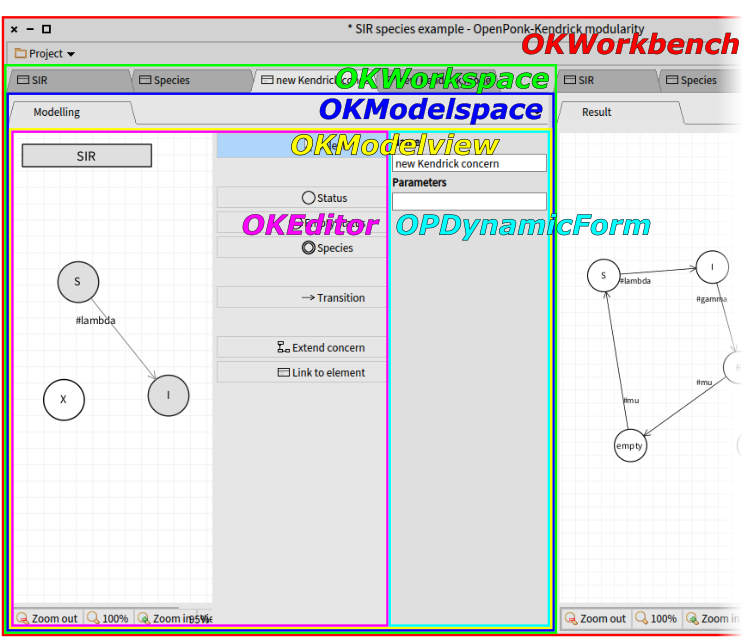 * SIR species example - OpenPonk-Kendrick modularity
OKWorkbench
Project
SIR
Species
new Kendrick
OKWorkspace
SIR
Species
Modelling
OKModelspace
Result
OKModelview
SIR
new Kendrick concern
Status
Parameters
OKEditor
OPDynamicForm
Species
S
#lambda
Transition
Extend concern
Link to element
X
I
S
I
#lambda
#gamma
#mu
#mu
empty
Zoom out
100%
Zoom in
Zoom out
100%
Zoom in